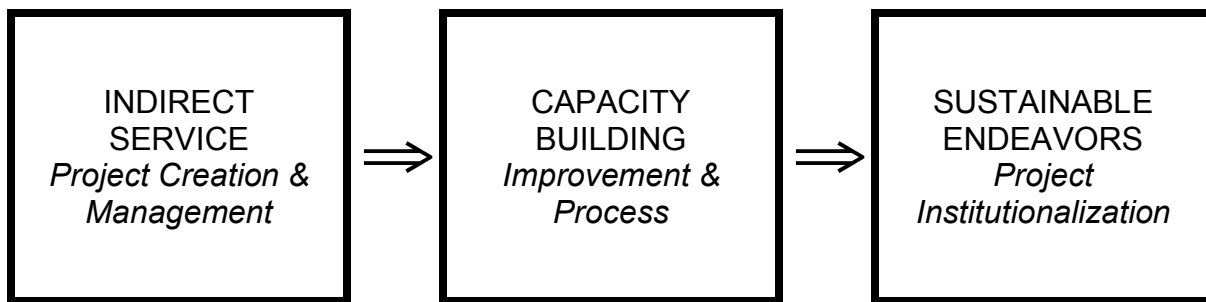 INDIRECT
SERVICE
Project Creation &
Management
CAPACITY
BUILDING
Improvement &
Process
SUSTAINABLE
ENDEAVORS
Project
Institutionalization